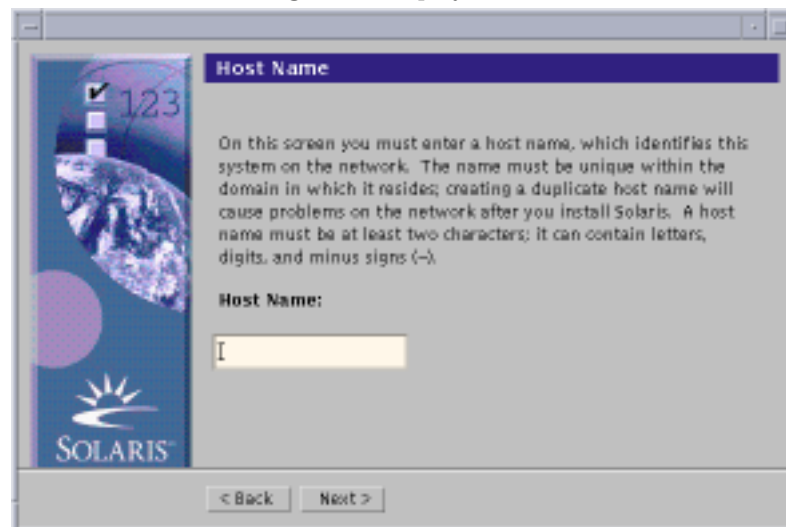 Host Name
123
On this screen you must enter a host name, which identifies this
system on the network. The name must be unique within the
domain in which it resides; creating a duplicate host name will
cause problems on the network after you install Solaris. A host
name must be at least two characters; it can contain letters,
digits, and minus signs (-).
Host Name:
SOLARIS
< Back
Next >